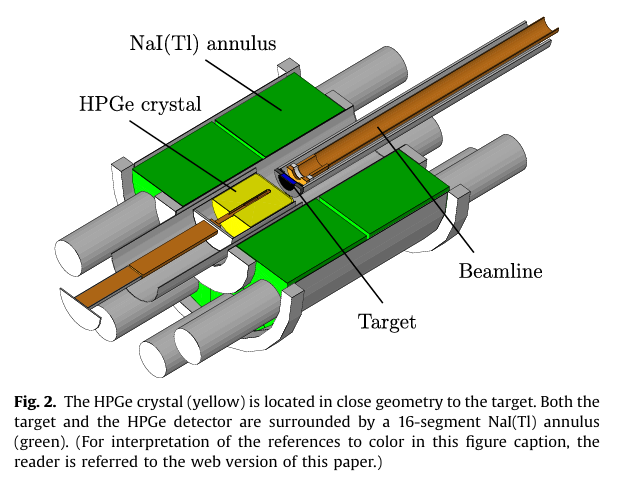 NaI(Tl) annulus
HPGe crystal
Beamline
Target
Fig. 2. The HPGe crystal (yellow) is located in close geometry to the target. Both the
target and the HPGe detector are surrounded by a 16-segment NaI(Tl) annulus
(green). (For interpretation of the references to color in this figure caption, the
reader is referred to the web version of this paper.)